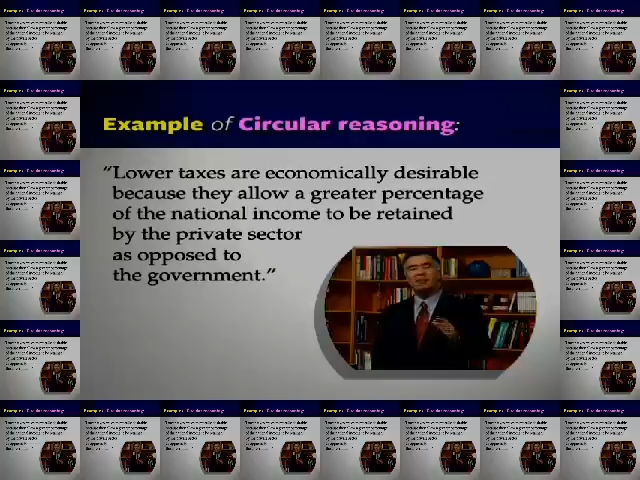 Example of Circular reasoning:
“Lower taxes are economically desirable
because they allow a greater percentage
of the national income to be retained
by the private sector
as opposed to
the government.”